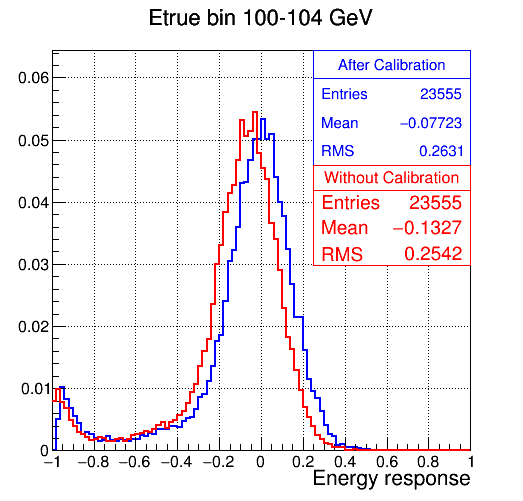 Etrue bin 100-104 GeV
After Calibration
Entries 23555
Mean −0.07723
RMS 0.2631
Without Calibration
Entries 23555
Mean −0.1327
RMS 0.2542
0.06
0.05
0.04
0.03
0.02
0.01
0
−1 −0.8 −0.6 −0.4 −0.2 0 0.2 0.4 0.6 0.8 1
Energy response